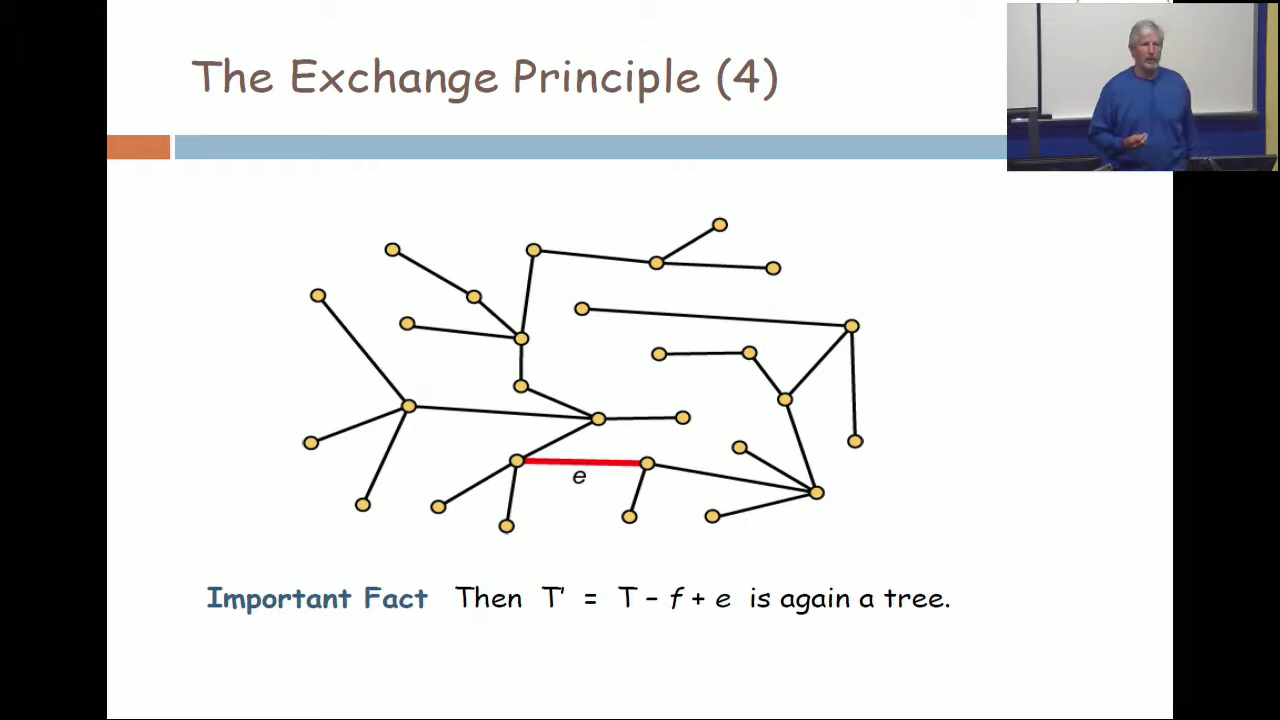 The Exchange Principle (4)
e
Important Fact Then T' = T – f + e is again a tree.